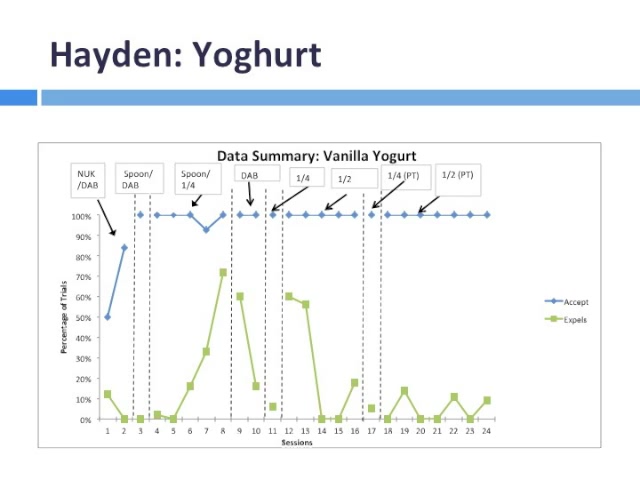 Hayden: Yoghurt
Data Summary: Vanilla Yogurt
NUK
/DAB
Spoon/
DAB
Spoon/
1/4
DAB
1/4
1/2
1/4 (PT)
1/2 (PT)
100%
90%
80%
70%
60%
50%
40%
30%
20%
10%
0%
Percentage of Trials
1 2 3 4 5 6 7 8 9 10 11 12 13 14 15 16 17 18 19 20 21 22 23 24
Sessions
Accept
Expels